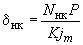 δнк = NнкP / Kjm